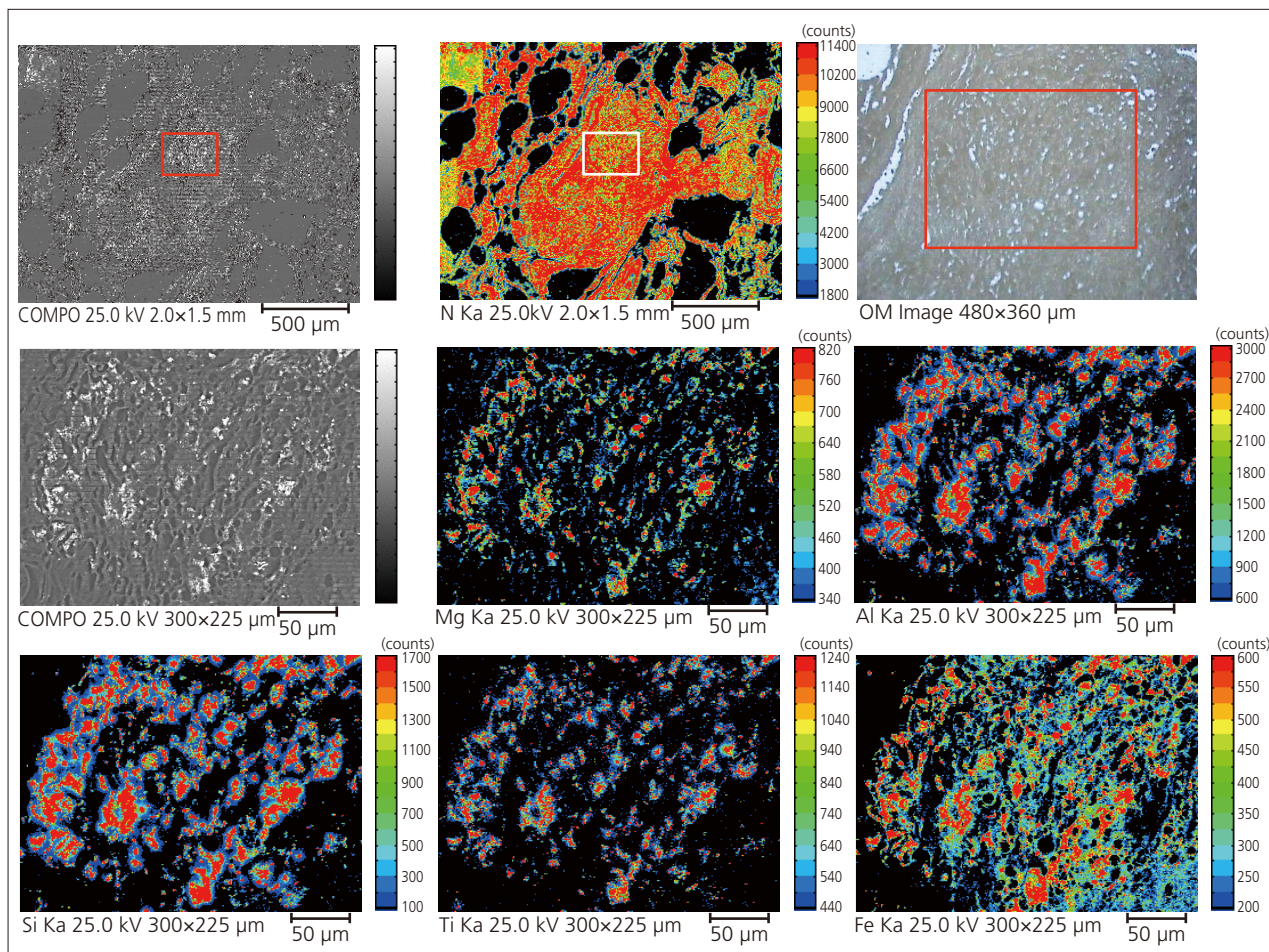 (counts)
11400
10200
9000
7800
6600
5400
4200
3000
1800
COMPO 25.0 kV 2.0×1.5 mm
500 µm
N Ka 25.0kV 2.0×1.5 mm
500 µm
OM Image 480×360 µm
(counts)
820
760
700
640
580
520
460
400
340
(counts)
3000
2700
2400
2100
1800
1500
1200
900
600
COMPO 25.0 kV 300×225 µm
50 µm
Mg Ka 25.0 kV 300×225 µm
50 µm
Al Ka 25.0 kV 300×225 µm
50 µm
(counts)
1700
1500
1300
1100
900
700
500
300
100
(counts)
1240
1140
1040
940
840
740
640
540
440
(counts)
600
550
500
450
400
350
300
250
200
Si Ka 25.0 kV 300×225 µm
50 µm
Ti Ka 25.0 kV 300×225 µm
50 µm
Fe Ka 25.0 kV 300×225 µm
50 µm